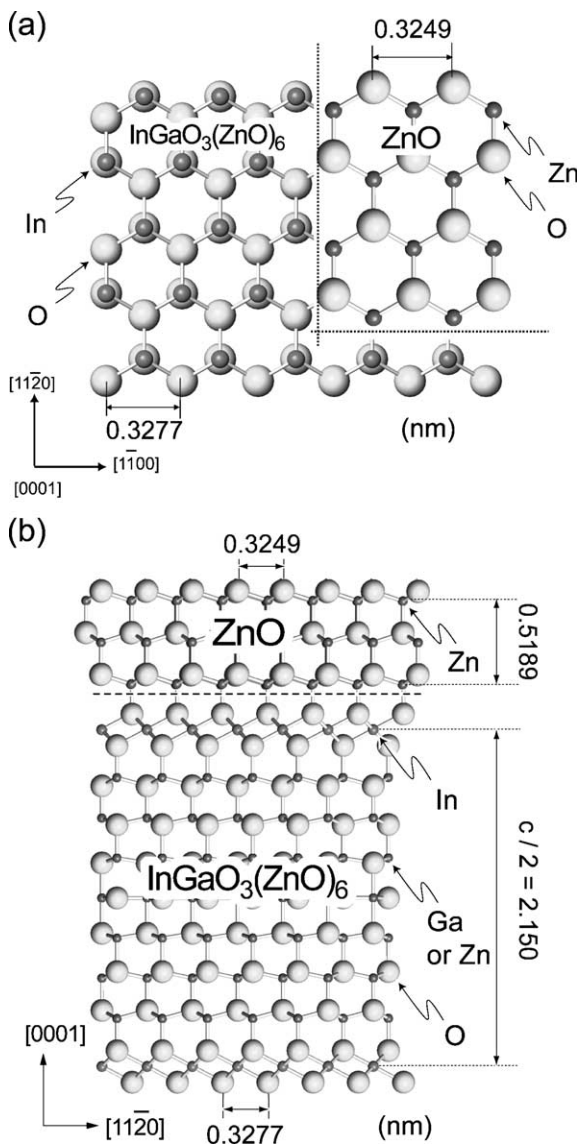 (a)
0.3249
InGaO₃(ZnO)₆
ZnO
Zn
In
O
O
[112̅0]
0.3277
[11̅00]
(nm)
[0001]
(b)
0.3249
ZnO
0.5189
Zn
In
c / 2 = 2.150
InGaO₃(ZnO)₆
Ga
or Zn
O
[0001]
[112̅0]
0.3277
(nm)